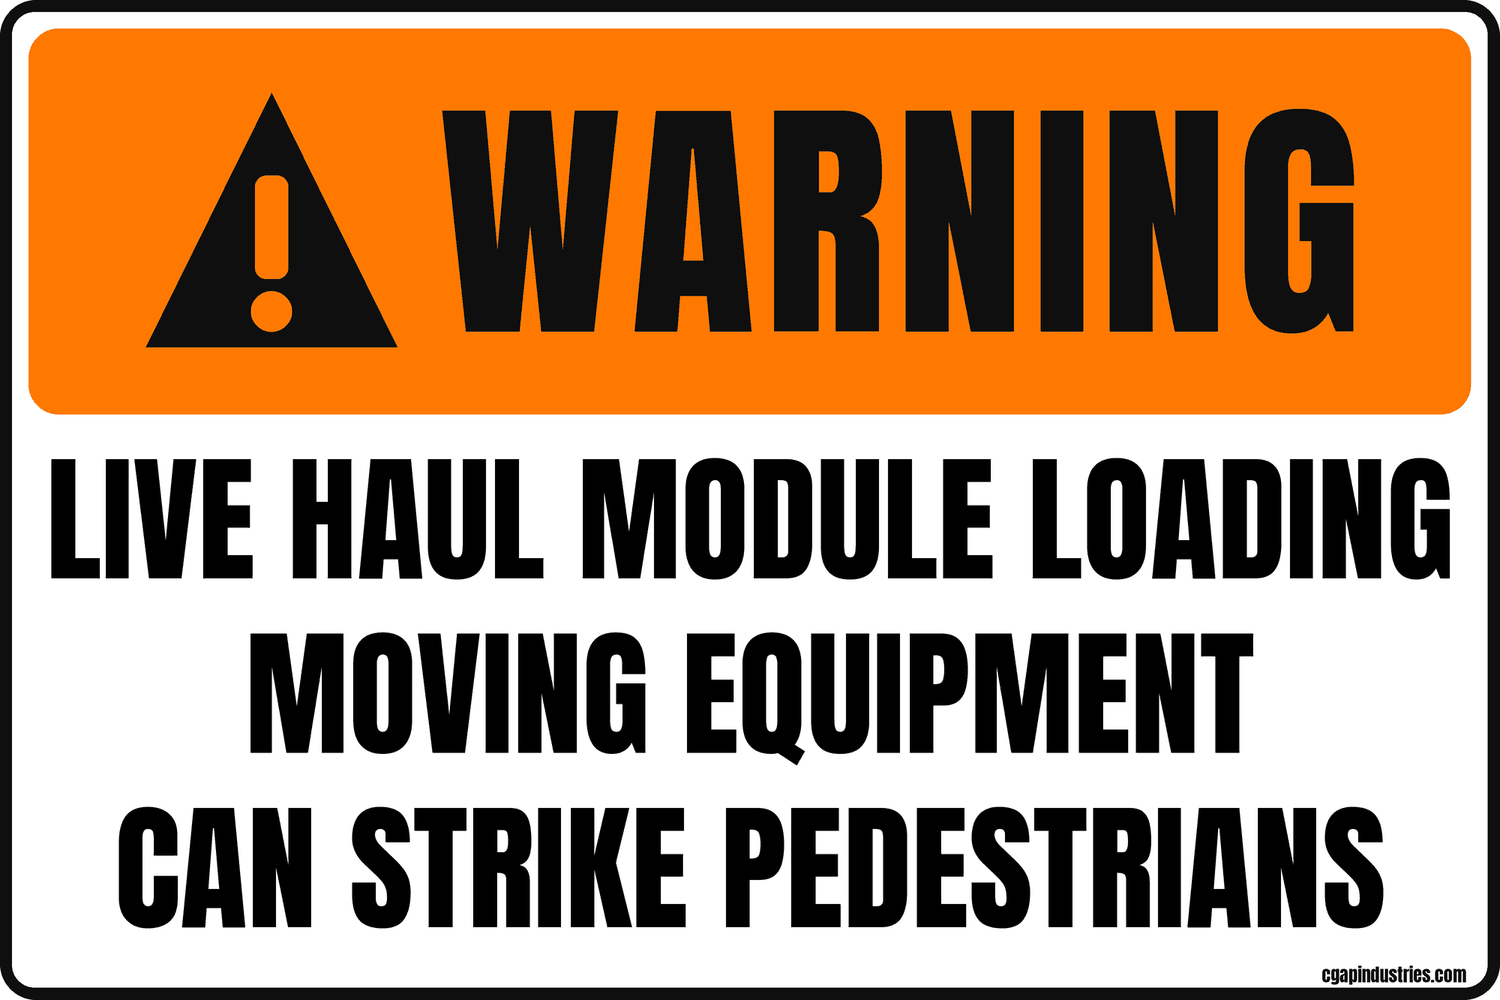 WARNING
LIVE HAUL MODULE LOADING
MOVING EQUIPMENT
CAN STRIKE PEDESTRIANS
cgapindustries.com